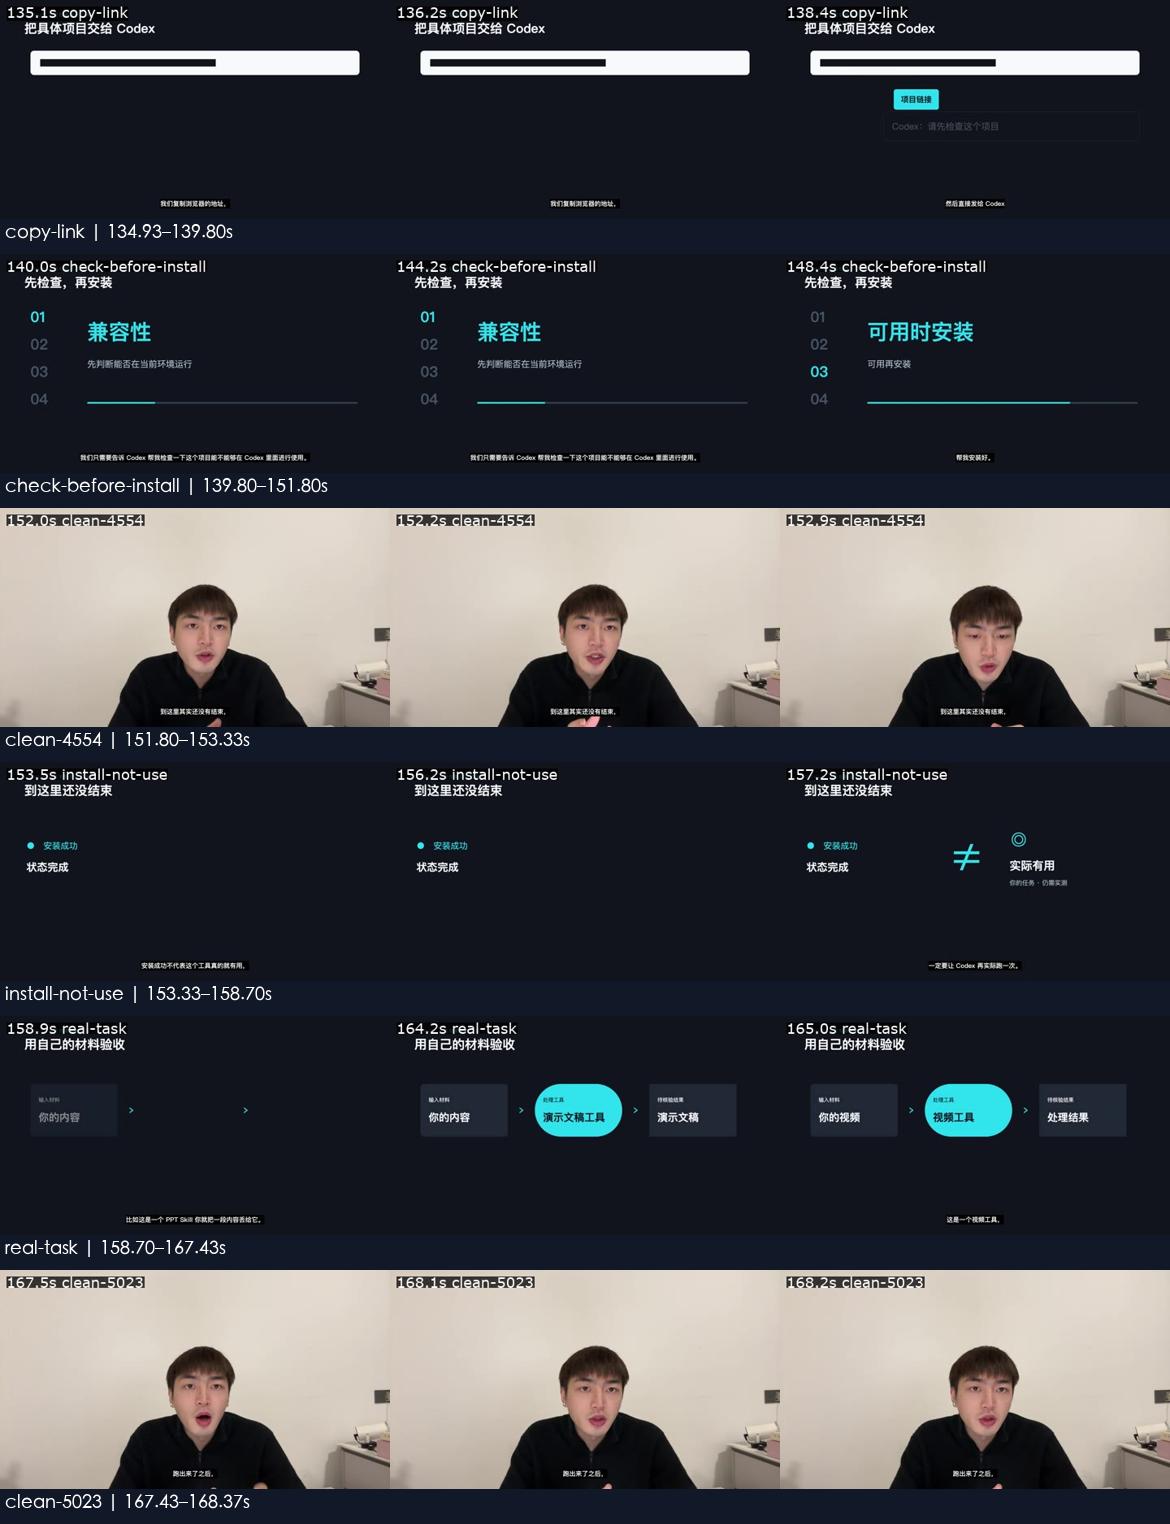 135.1s copy-link
把具体项目交给 Codex
我们复制浏览器的地址。
136.2s copy-link
把具体项目交给 Codex
我们复制浏览器的地址。
138.4s copy-link
把具体项目交给 Codex
项目链接
Codex：请先检查这个项目
然后直接发给 Codex
copy-link | 134.93–139.80s
140.0s check-before-install
先检查，再安装
01
02
03
04
兼容性
先判断能否在当前环境运行
我们只需要告诉 Codex 帮我检查一下这个项目能不能够在 Codex 里面进行使用。
144.2s check-before-install
先检查，再安装
01
02
03
04
兼容性
先判断能否在当前环境运行
我们只需要告诉 Codex 帮我检查一下这个项目能不能够在 Codex 里面进行使用。
148.4s check-before-install
先检查，再安装
01
02
03
04
可用时安装
可用再安装
帮我安装好。
check-before-install | 139.80–151.80s
152.0s clean-4554
到这里其实还没有结束。
152.2s clean-4554
到这里其实还没有结束。
152.9s clean-4554
到这里其实还没有结束。
clean-4554 | 151.80–153.33s
153.5s install-not-use
到这里还没结束
安装成功
状态完成
安装成功不代表这个工具真的就有用。
156.2s install-not-use
到这里还没结束
安装成功
状态完成
157.2s install-not-use
到这里还没结束
安装成功
状态完成
≠
实际有用
你的任务 · 仍需实测
一定要让 Codex 再实际跑一次。
install-not-use | 153.33–158.70s
158.9s real-task
用自己的材料验收
输入材料
你的内容
›
›
比如这是一个 PPT Skill 你就把一段内容丢给它。
164.2s real-task
用自己的材料验收
输入材料
你的内容
›
处理工具
演示文稿工具
›
待核验结果
演示文稿
165.0s real-task
用自己的材料验收
输入材料
你的视频
›
处理工具
视频工具
›
待核验结果
处理结果
这是一个视频工具。
real-task | 158.70–167.43s
167.5s clean-5023
跑出来了之后。
168.1s clean-5023
跑出来了之后。
168.2s clean-5023
跑出来了之后。
clean-5023 | 167.43–168.37s